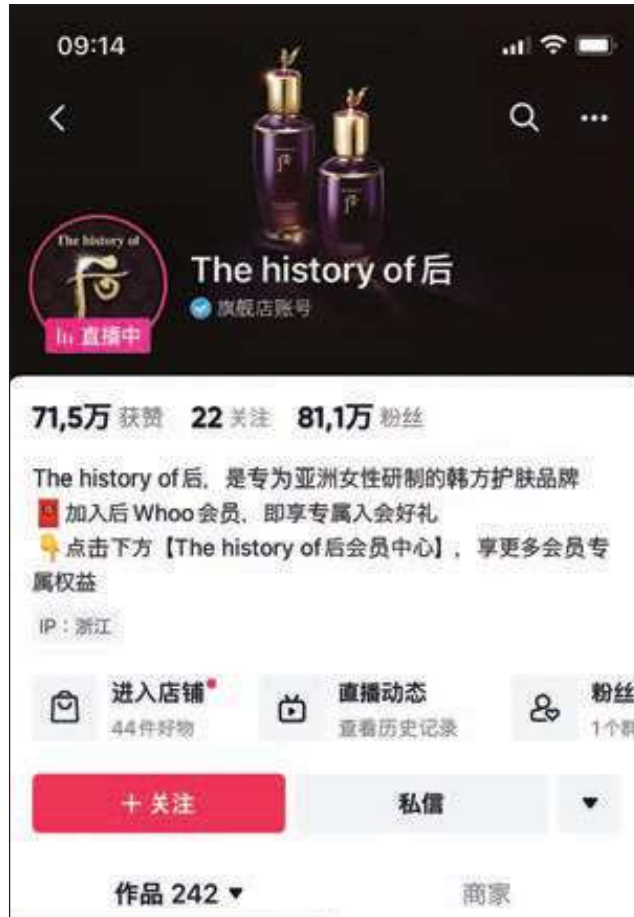 09:14
The history of
后
The history of 后
旗舰店账号
直播中
71,5万 获赞 22 关注 81,1万 粉丝
The history of 后，是专为亚洲女性研制的韩方护肤品牌
加入后 Whoo 会员，即享专属入会好礼
点击下方【The history of 后会员中心】，享更多会员专
属权益
IP：浙江
进入店铺 直播动态 粉丝
44件好物 查看历史记录 1个群
＋ 关注 私信
作品 242 商家